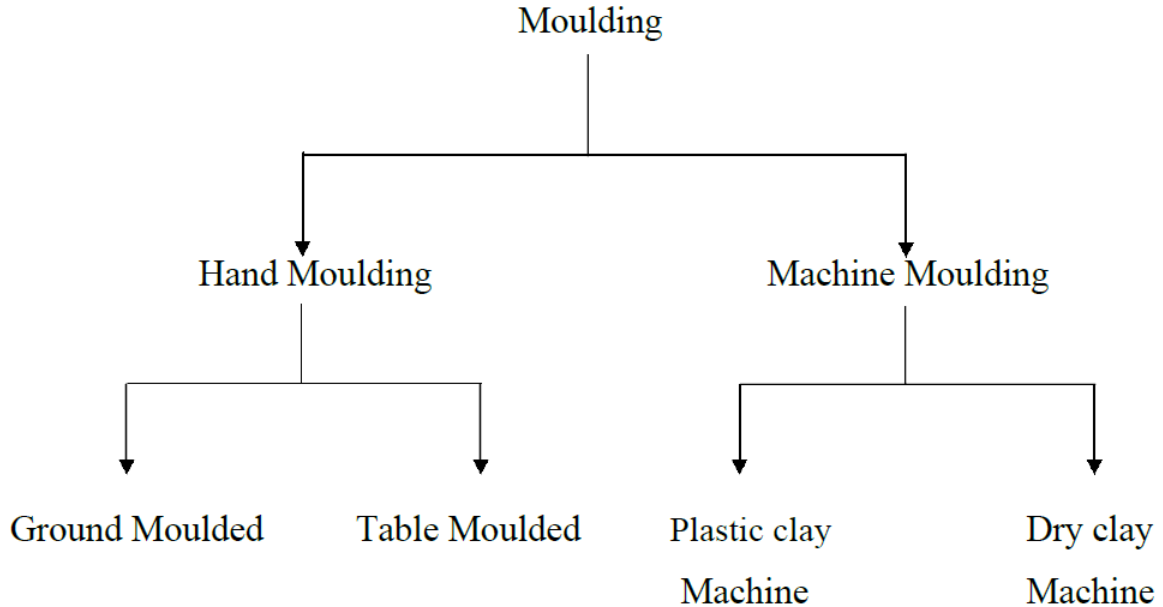 Moulding
Hand Moulding
Machine Moulding
Ground Moulded
Table Moulded
Plastic clay
Machine
Dry clay
Machine